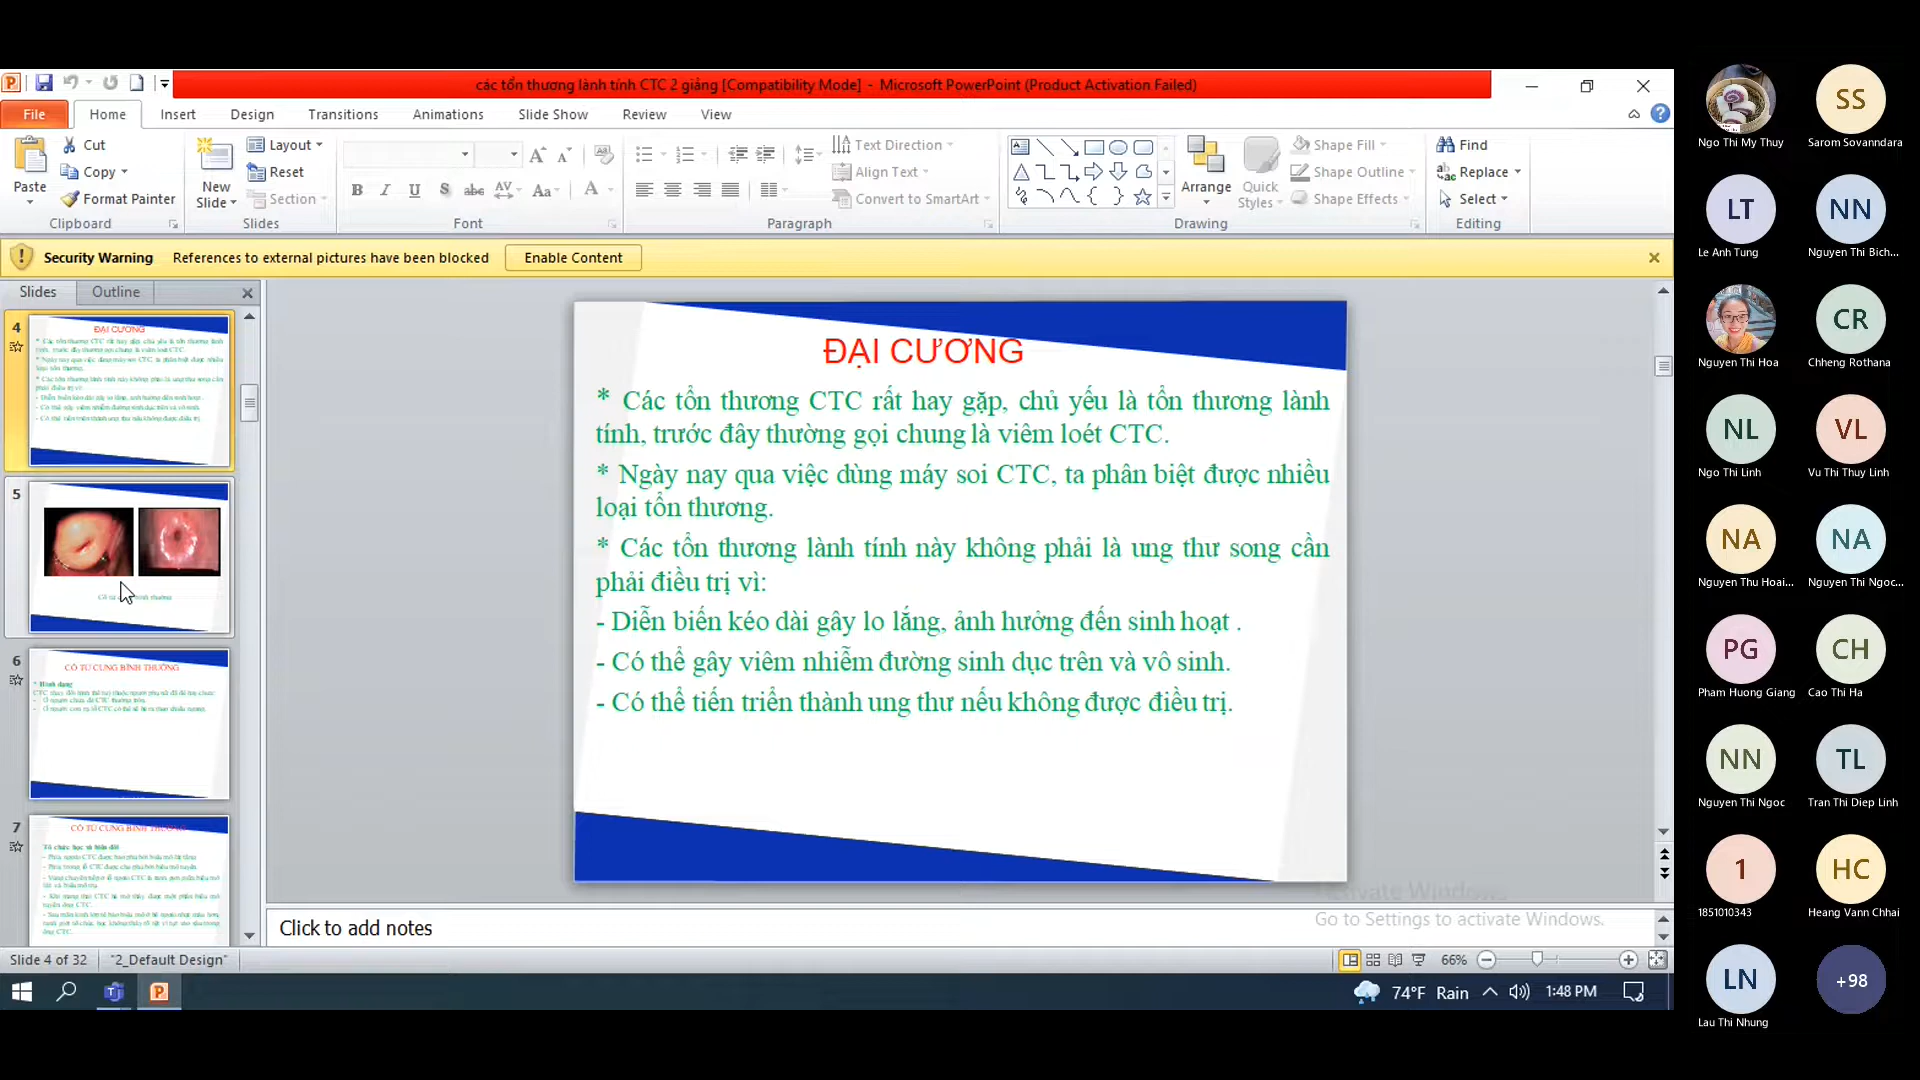 các tổn thương lành tính CTC 2 giảng [Compatibility Mode] - Microsoft PowerPoint (Product Activation Failed)
File Home Insert Design Transitions Animations Slide Show Review View
Paste
Cut
Copy
Format Painter
Clipboard
New Slide
Layout
Reset
Section
Slides
Font
Text Direction
Align Text
Convert to SmartArt
Paragraph
Arrange
Quick Styles
Shape Fill
Shape Outline
Shape Effects
Drawing
Find
Replace
Select
Editing
Security Warning References to external pictures have been blocked Enable Content
Slides Outline
4
ĐẠI CƯƠNG
5
6
CỔ TỬ CUNG BÌNH THƯỜNG
7
ĐẠI CƯƠNG
* Các tổn thương CTC rất hay gặp, chủ yếu là tổn thương lành
tính, trước đây thường gọi chung là viêm loét CTC.
* Ngày nay qua việc dùng máy soi CTC, ta phân biệt được nhiều
loại tổn thương.
* Các tổn thương lành tính này không phải là ung thư song cần
phải điều trị vì:
- Diễn biến kéo dài gây lo lắng, ảnh hưởng đến sinh hoạt .
- Có thể gây viêm nhiễm đường sinh dục trên và vô sinh.
- Có thể tiến triển thành ung thư nếu không được điều trị.
Activate Windows
Go to Settings to activate Windows.
Click to add notes
Slide 4 of 32 "2_Default Design" 66%
74°F Rain 1:48 PM
Ngo Thi My Thuy
SS
Sarom Sovanndara
LT
Le Anh Tung
NN
Nguyen Thi Bich...
Nguyen Thi Hoa
CR
Chheng Rothana
NL
Ngo Thi Linh
VL
Vu Thi Thuy Linh
NA
Nguyen Thu Hoai...
NA
Nguyen Thi Ngoc...
PG
Pham Huong Giang
CH
Cao Thi Ha
NN
Nguyen Thi Ngoc
TL
Tran Thi Diep Linh
1
1851010343
HC
Heang Vann Chhai
LN
Lau Thi Nhung
+98